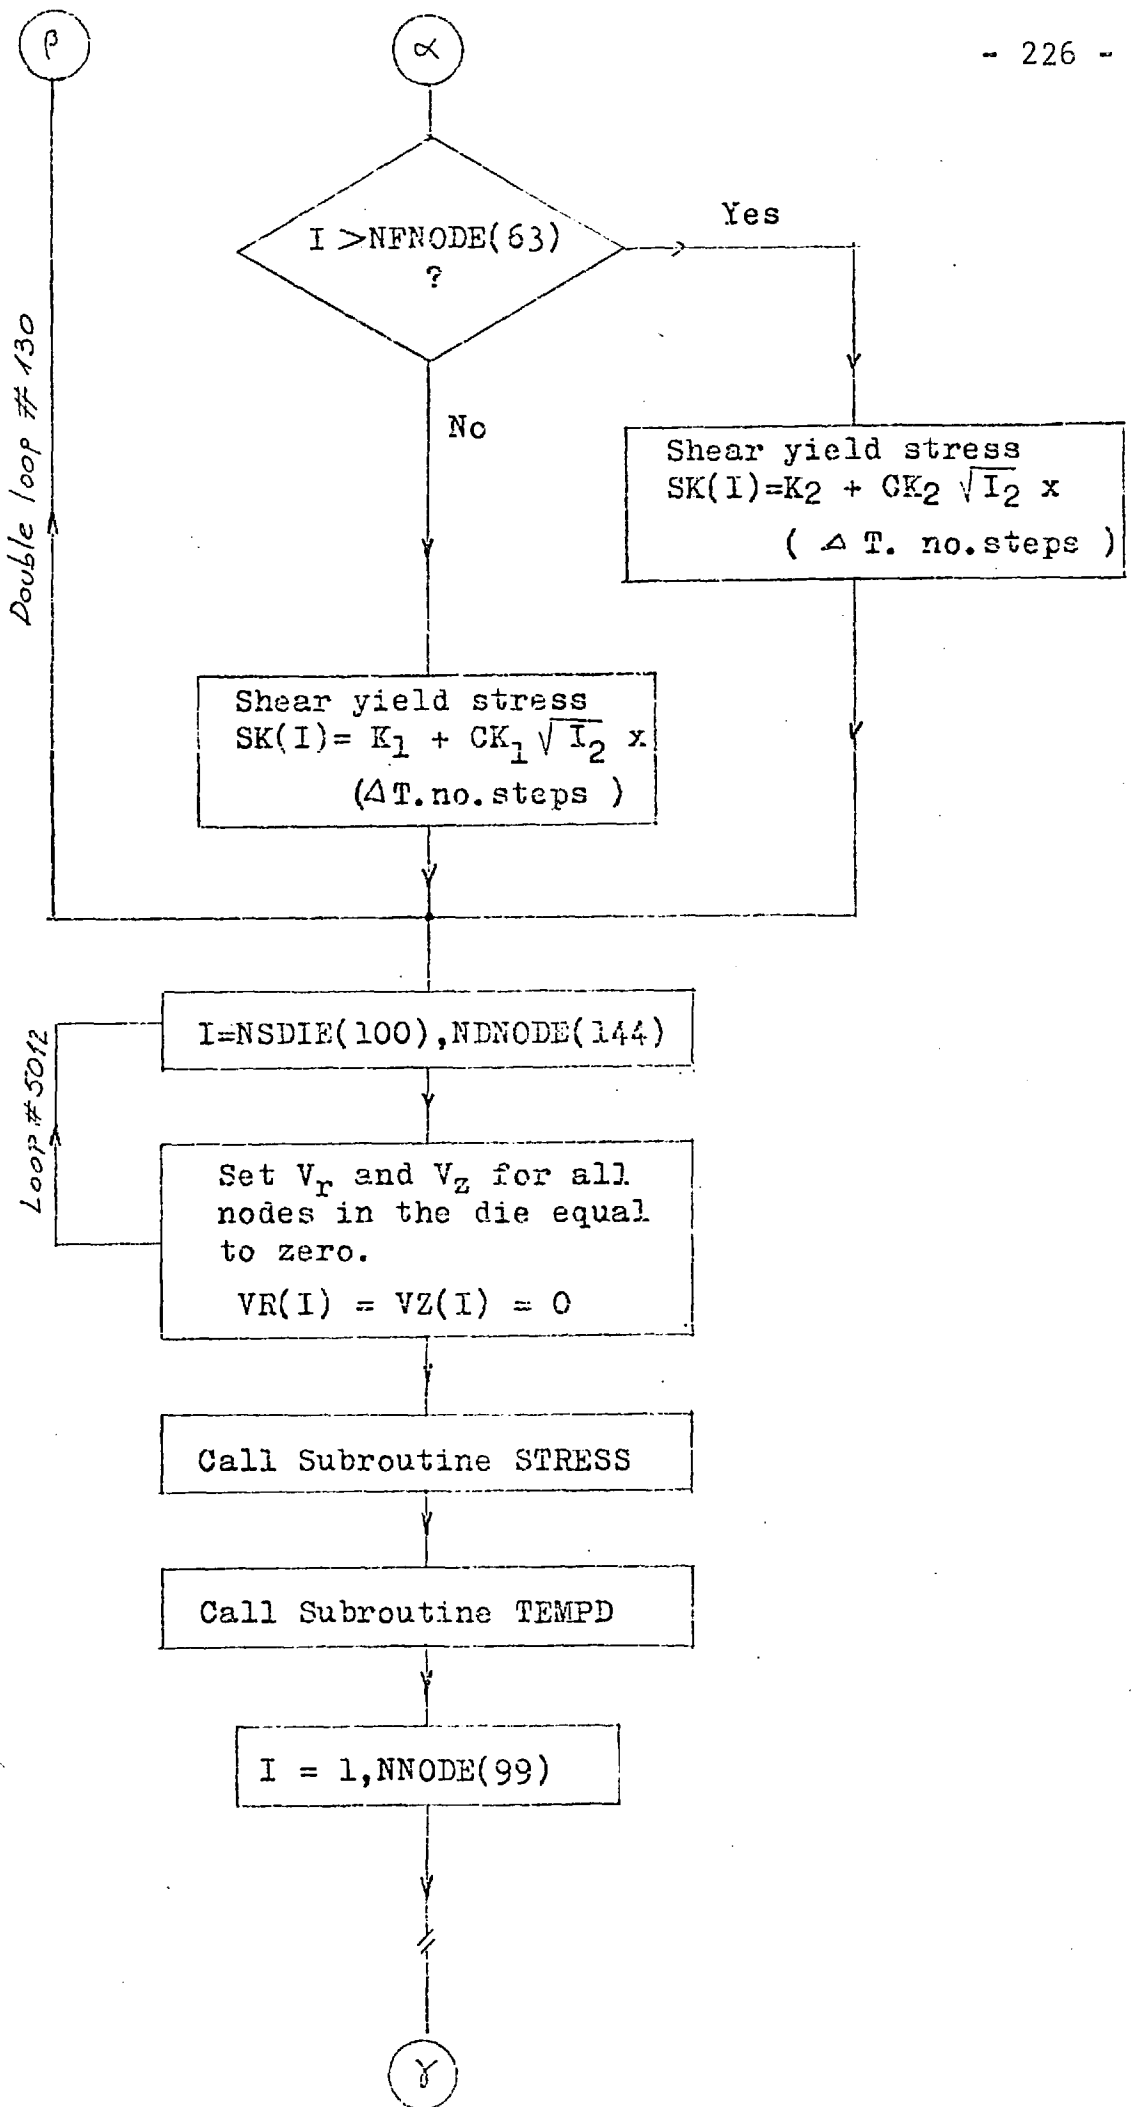 β
α
- 226 -
I >NFNODE(63)
?
Yes
No
Double loop # 130
Shear yield stress
SK(I)=K2 + CK2 √I2 x
( Δ T. no.steps )
Shear yield stress
SK(I)= K1 + CK1 √I2 x
(ΔT.no.steps )
I=NSDIE(100),NDNODE(144)
Loop # 5012
Set Vr and Vz for all
nodes in the die equal
to zero.
VR(I) = VZ(I) = 0
Call Subroutine STRESS
Call Subroutine TEMPD
I = 1,NNODE(99)
γ